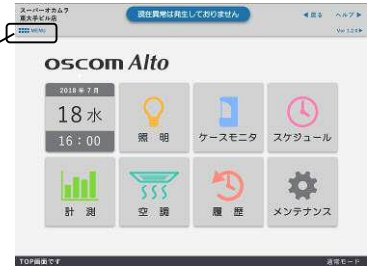 スーパーオカムラ
東大手ビル店
現在異常は発生しておりません
◀戻る ヘルプ▶
MENU
Ver 1.2.6▶
oscom Alto
2018年7月
18水
16:00
照 明
ケースモニタ
スケジュール
計 測
空 調
履 歴
メンテナンス
TOP画面です
通常モード